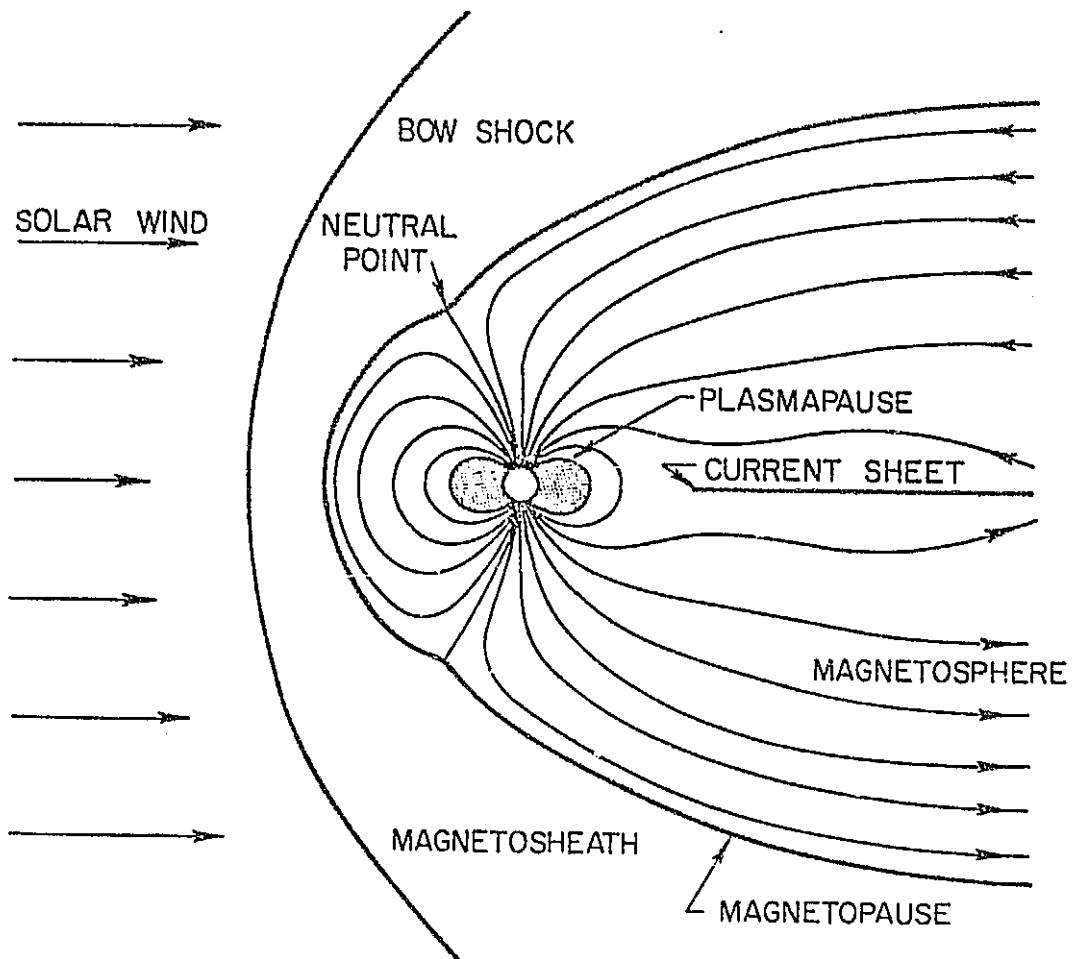 BOW SHOCK
SOLAR WIND
NEUTRAL
POINT
PLASMAPAUSE
CURRENT SHEET
MAGNETOSPHERE
MAGNETOSHEATH
MAGNETOPAUSE